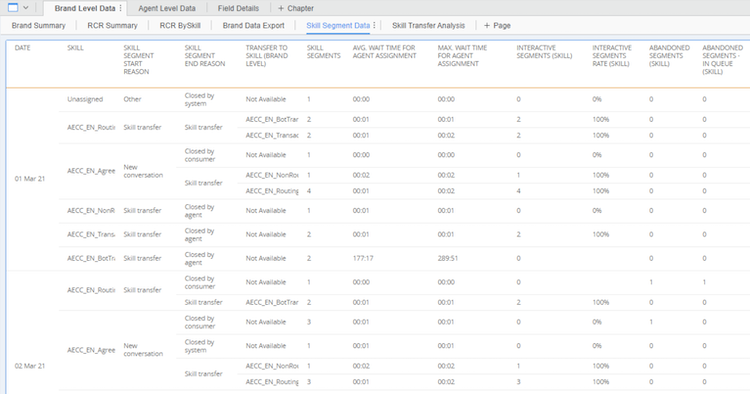 Brand Level Data Agent Level Data Field Details + Chapter
Brand Summary RCR Summary RCR BySkill Brand Data Export Skill Segment Data Skill Transfer Analysis + Page
DATE SKILL SKILL SEGMENT START REASON SKILL SEGMENT END REASON TRANSFER TO SKILL (BRAND LEVEL) SKILL SEGMENTS AVG. WAIT TIME FOR AGENT ASSIGNMENT MAX. WAIT TIME FOR AGENT ASSIGNMENT INTERACTIVE SEGMENTS (SKILL) INTERACTIVE SEGMENTS RATE (SKILL) ABANDONED SEGMENTS (SKILL) ABANDONED SEGMENTS - IN QUEUE (SKILL)
01 Mar 21
Unassigned Other Closed by system Not Available 1 00:00 00:00 0 0% 0 0
AECC_EN_Routi Skill transfer Skill transfer AECC_EN_BotTrar 2 00:01 00:01 2 100% 0 0
AECC_EN_Transac 2 00:01 00:02 2 100% 0 0
AECC_EN_Agree New conversation Closed by consumer Not Available 1 00:00 00:00 0 0% 0 0
Skill transfer AECC_EN_NonRou 1 00:02 00:02 1 100% 0 0
AECC_EN_Routing 4 00:01 00:02 4 100% 0 0
AECC_EN_NonR Skill transfer Closed by agent Not Available 1 00:01 00:01 0 0% 0 0
AECC_EN_Transa Skill transfer Closed by agent Not Available 2 00:01 00:01 2 100% 0 0
AECC_EN_BotTra Skill transfer Closed by agent Not Available 2 177:17 289:51 0 0 0
02 Mar 21
AECC_EN_Routi Skill transfer Closed by consumer Not Available 1 00:00 00:00 0 1 1
Skill transfer AECC_EN_BotTrar 2 00:01 00:01 2 100% 0 0
AECC_EN_Agree New conversation Closed by consumer Not Available 3 00:01 00:01 0 0% 1 0
Closed by system Not Available 1 00:01 00:01 0 0% 0 0
Skill transfer AECC_EN_NonRou 1 00:02 00:02 1 100% 0 0
AECC_EN_Routing 3 00:01 00:02 3 100% 0 0